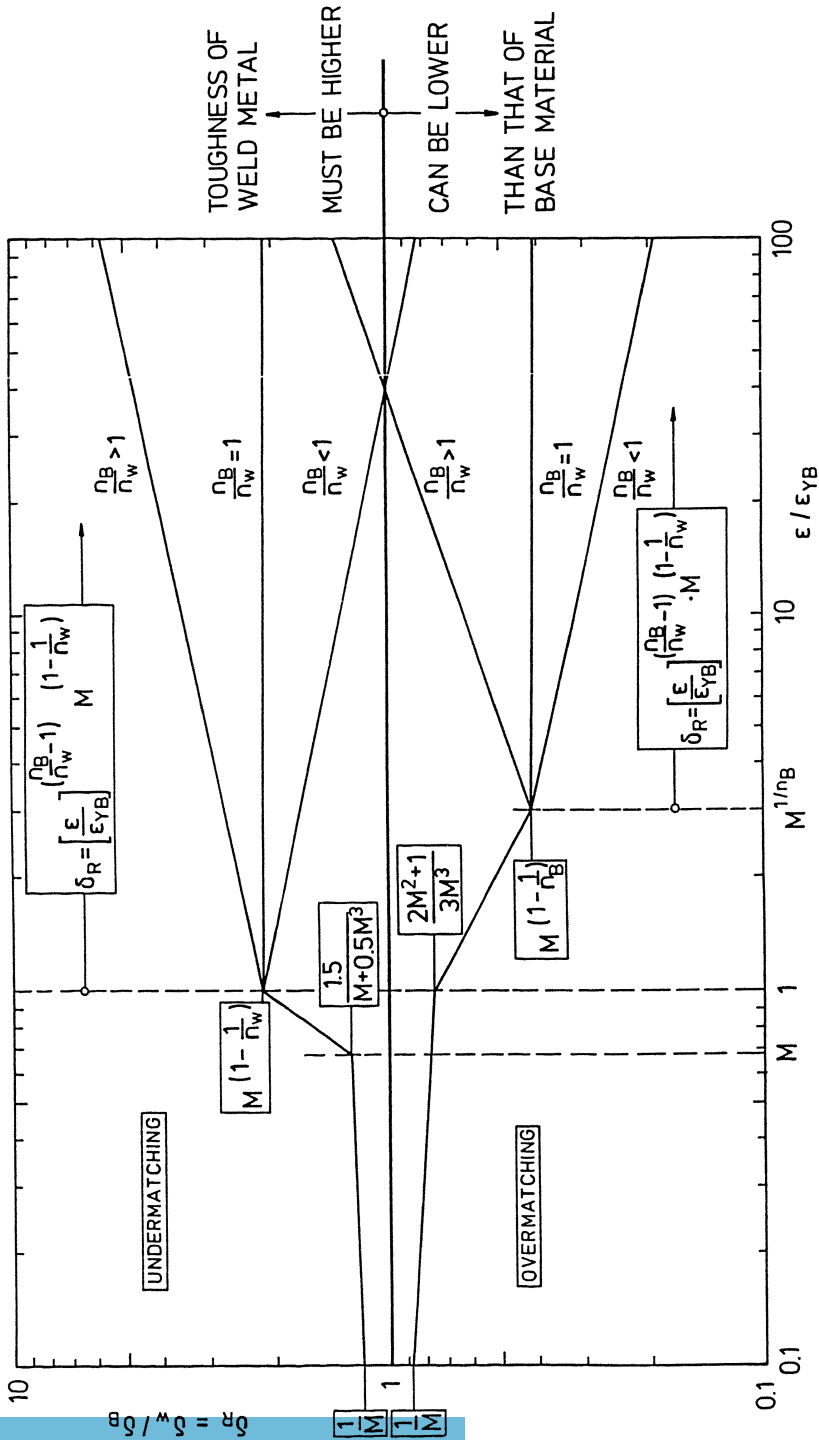 10
1
0.1
δR = δW / δB
1/M
1/M
UNDERMATCHING
OVERMATCHING
δR=[ε/εYB]^(nB/nW −1) M^(1−1/nW)
M^(1−1/nW)
1.5/(M+0.5M³)
(2M²+1)/(3M³)
M^(1−1/nB)
δR=[ε/εYB]^(nB/nW −1) ·M^(1−1/nW)
nB/nW >1
nB/nW =1
nB/nW <1
nB/nW >1
nB/nW =1
nB/nW <1
0.1
M
1
M^1/nB
10
100
ε / εYB
TOUGHNESS OF
WELD METAL
MUST BE HIGHER
CAN BE LOWER
THAN THAT OF
BASE MATERIAL